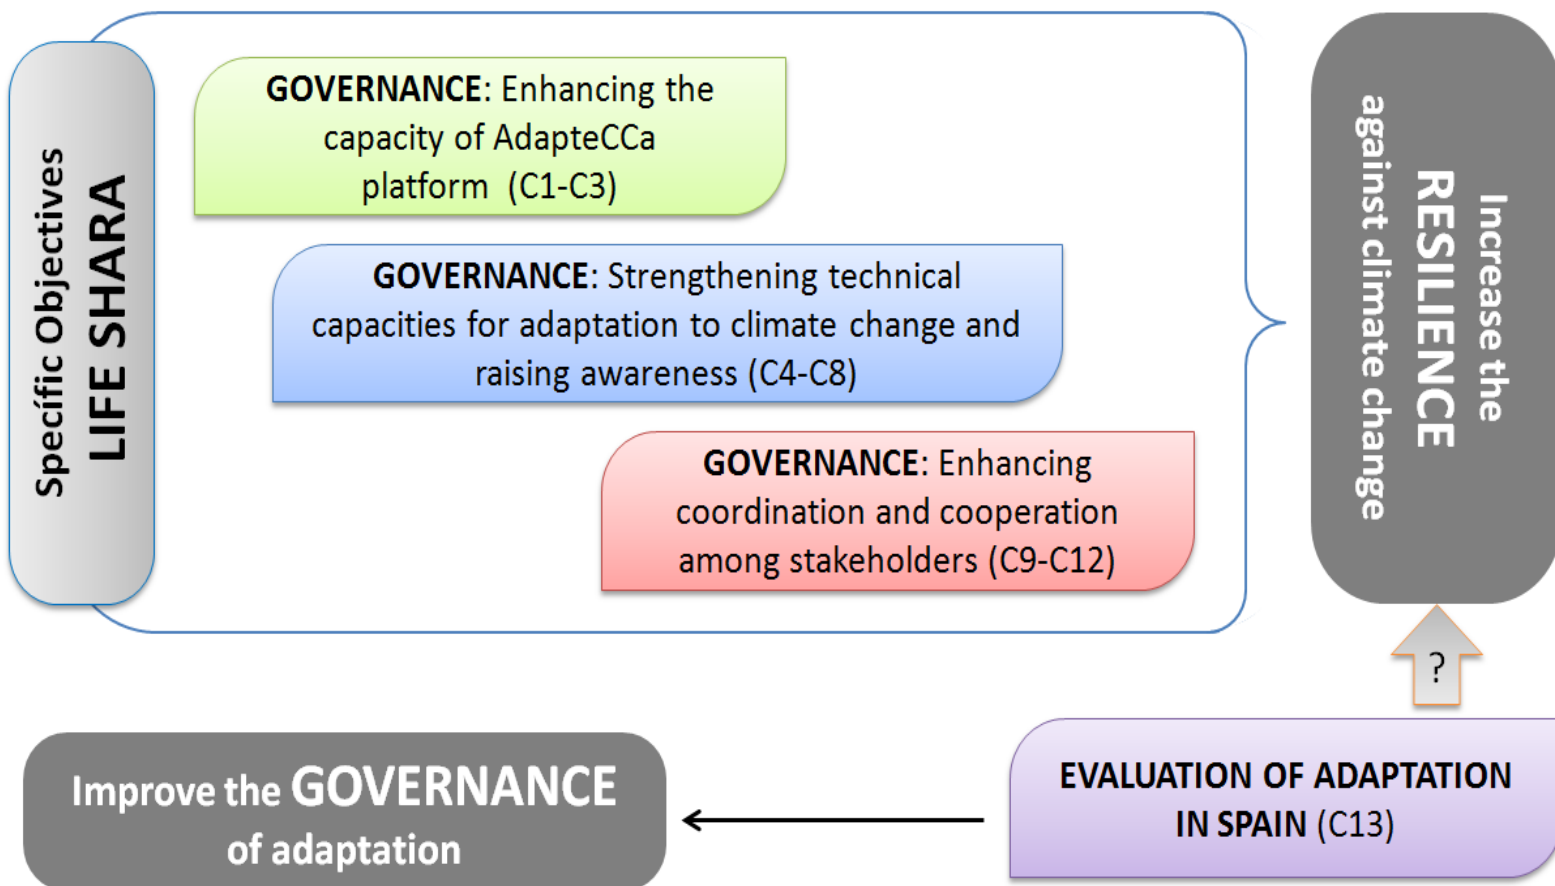 Specífic Objectives
LIFE SHARA
GOVERNANCE: Enhancing the
capacity of AdapteCCa
platform (C1-C3)
GOVERNANCE: Strengthening technical
capacities for adaptation to climate change and
raising awareness (C4-C8)
GOVERNANCE: Enhancing
coordination and cooperation
among stakeholders (C9-C12)
Increase the
RESILIENCE
against climate change
?
Improve the GOVERNANCE
of adaptation
EVALUATION OF ADAPTATION
IN SPAIN (C13)